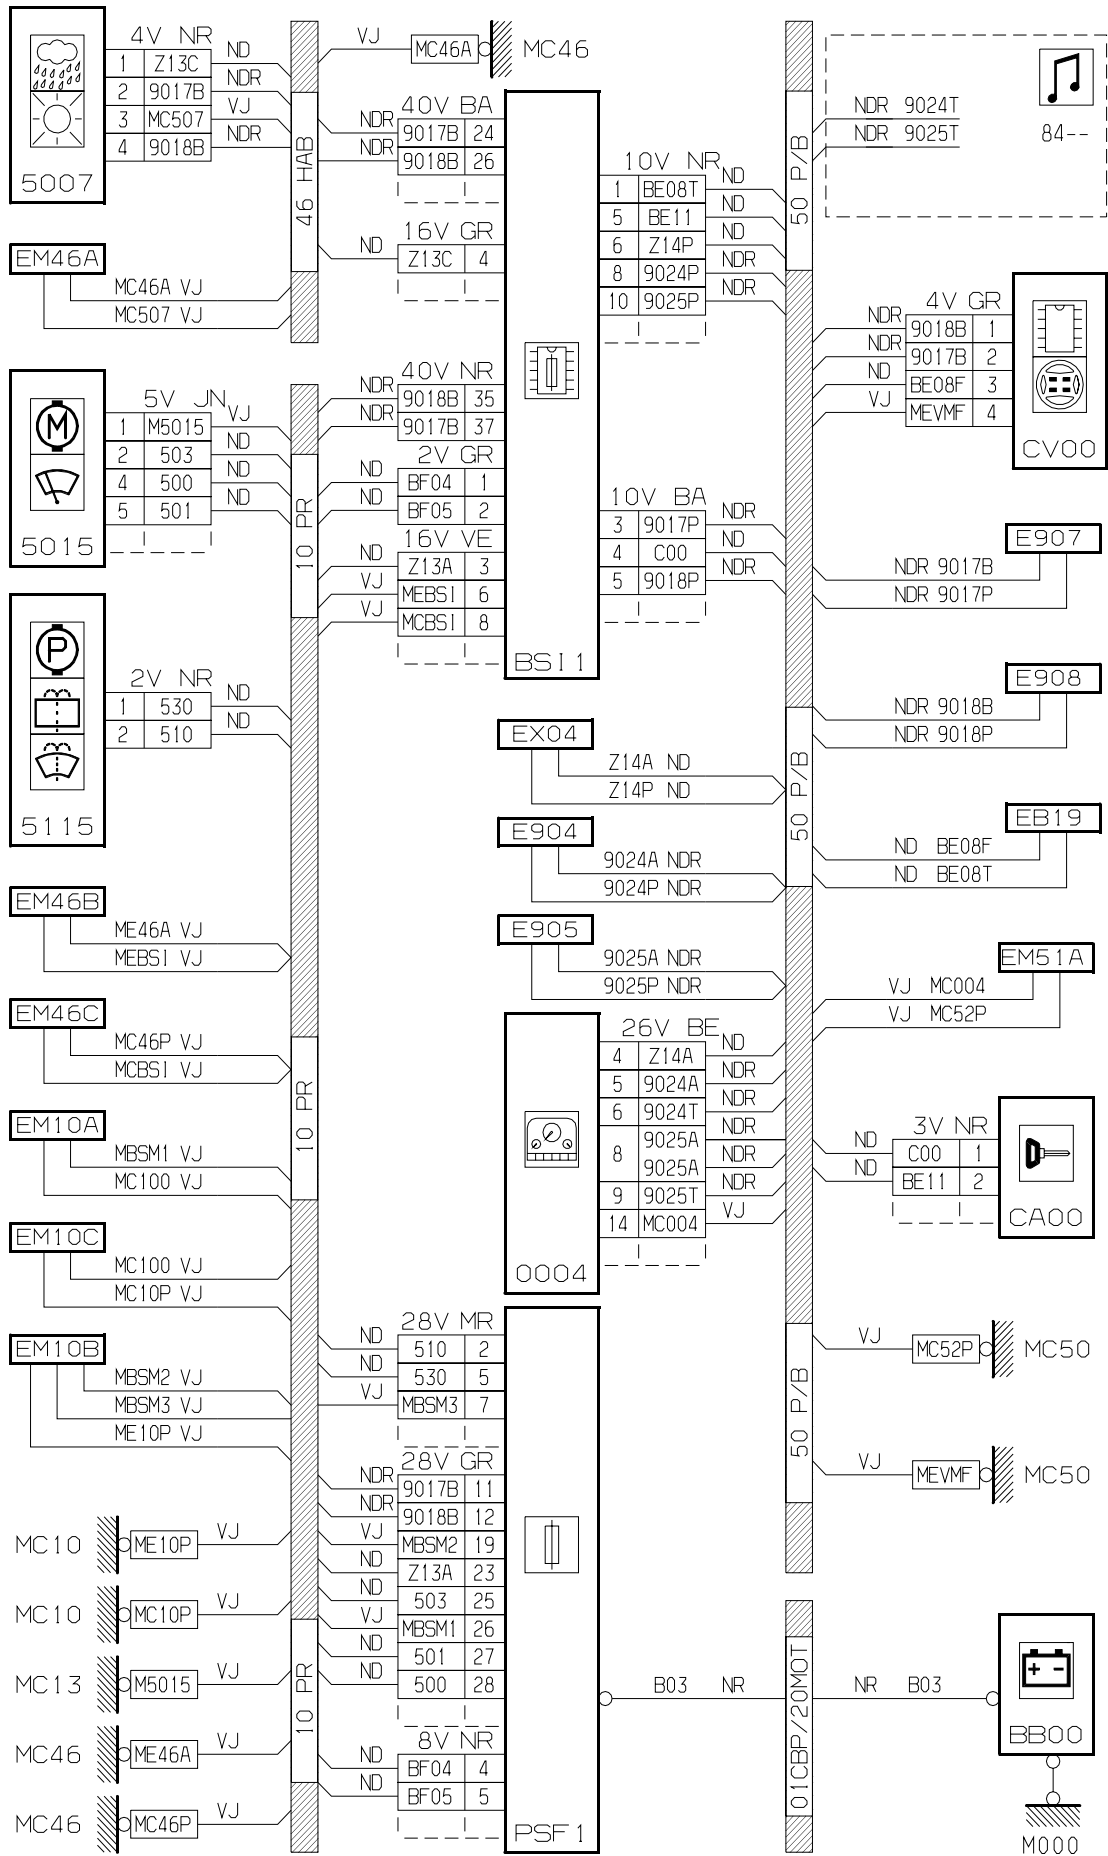 4V NR
1 Z13C ND
2 9017B NDR
3 MC507 VJ
4 9018B NDR
5007
EM46A
MC46A VJ
MC507 VJ
5V JN
1 M5015 VJ
2 503 ND
4 500 ND
5 501 ND
M
5015
2V NR
1 530 ND
2 510 ND
P
5115
EM46B
ME46A VJ
MEBSI VJ
EM46C
MC46P VJ
MCBSI VJ
EM10A
MBSM1 VJ
MC100 VJ
EM10C
MC100 VJ
MC10P VJ
EM10B
MBSM2 VJ
MBSM3 VJ
ME10P VJ
MC10 ME10P VJ
MC10 MC10P VJ
MC13 M5015 VJ
MC46 ME46A VJ
MC46 MC46P VJ
46 HAB
10 PR
10 PR
10 PR
VJ MC46A MC46
40V BA
NDR 9017B 24
NDR 9018B 26
16V GR
ND Z13C 4
40V NR
NDR 9018B 35
NDR 9017B 37
2V GR
ND BF04 1
ND BF05 2
16V VE
ND Z13A 3
VJ MEBSI 6
VJ MCBSI 8
BSI1
10V NR
1 BE08T ND
5 BE11 ND
6 Z14P ND
8 9024P NDR
10 9025P NDR
10V BA
3 9017P NDR
4 C00 ND
5 9018P NDR
EX04
Z14A ND
Z14P ND
E904
9024A NDR
9024P NDR
E905
9025A NDR
9025P NDR
26V BE
4 Z14A ND
5 9024A NDR
6 9024T NDR
8 9025A NDR
9025A NDR
9 9025T NDR
14 MC004 VJ
0004
28V MR
ND 510 2
ND 530 5
VJ MBSM3 7
28V GR
NDR 9017B 11
NDR 9018B 12
VJ MBSM2 19
ND Z13A 23
ND 503 25
VJ MBSM1 26
ND 501 27
ND 500 28
8V NR
ND BF04 4
ND BF05 5
PSF1
B03 NR
50 P/B
50 P/B
50 P/B
01CBP/20MOT
NDR 9024T
NDR 9025T
84--
4V GR
NDR 9018B 1
NDR 9017B 2
ND BE08F 3
VJ MEVMF 4
CV00
E907
NDR 9017B
NDR 9017P
E908
NDR 9018B
NDR 9018P
EB19
ND BE08F
ND BE08T
EM51A
VJ MC004
VJ MC52P
3V NR
ND C00 1
ND BE11 2
CA00
VJ MC52P MC50
VJ MEVMF MC50
NR B03
+ -
BB00
M000